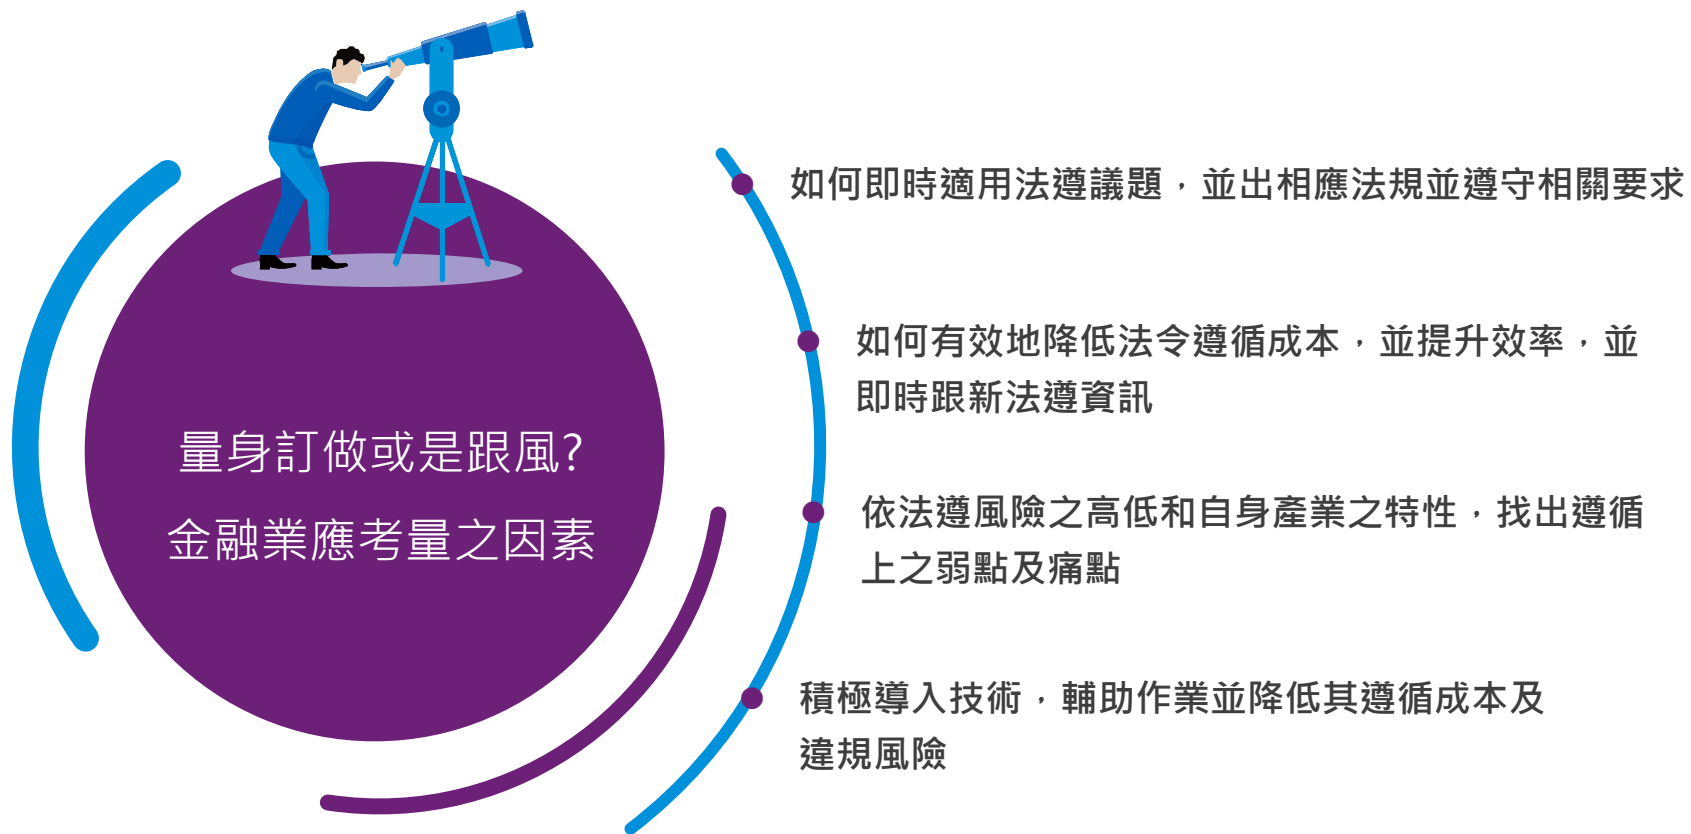 量身訂做或是跟風?
金融業應考量之因素
如何即時適用法遵議題，並出相應法規並遵守相關要求
如何有效地降低法令遵循成本，並提升效率，並
即時跟新法遵資訊
依法遵風險之高低和自身產業之特性，找出遵循
上之弱點及痛點
積極導入技術，輔助作業並降低其遵循成本及
違規風險